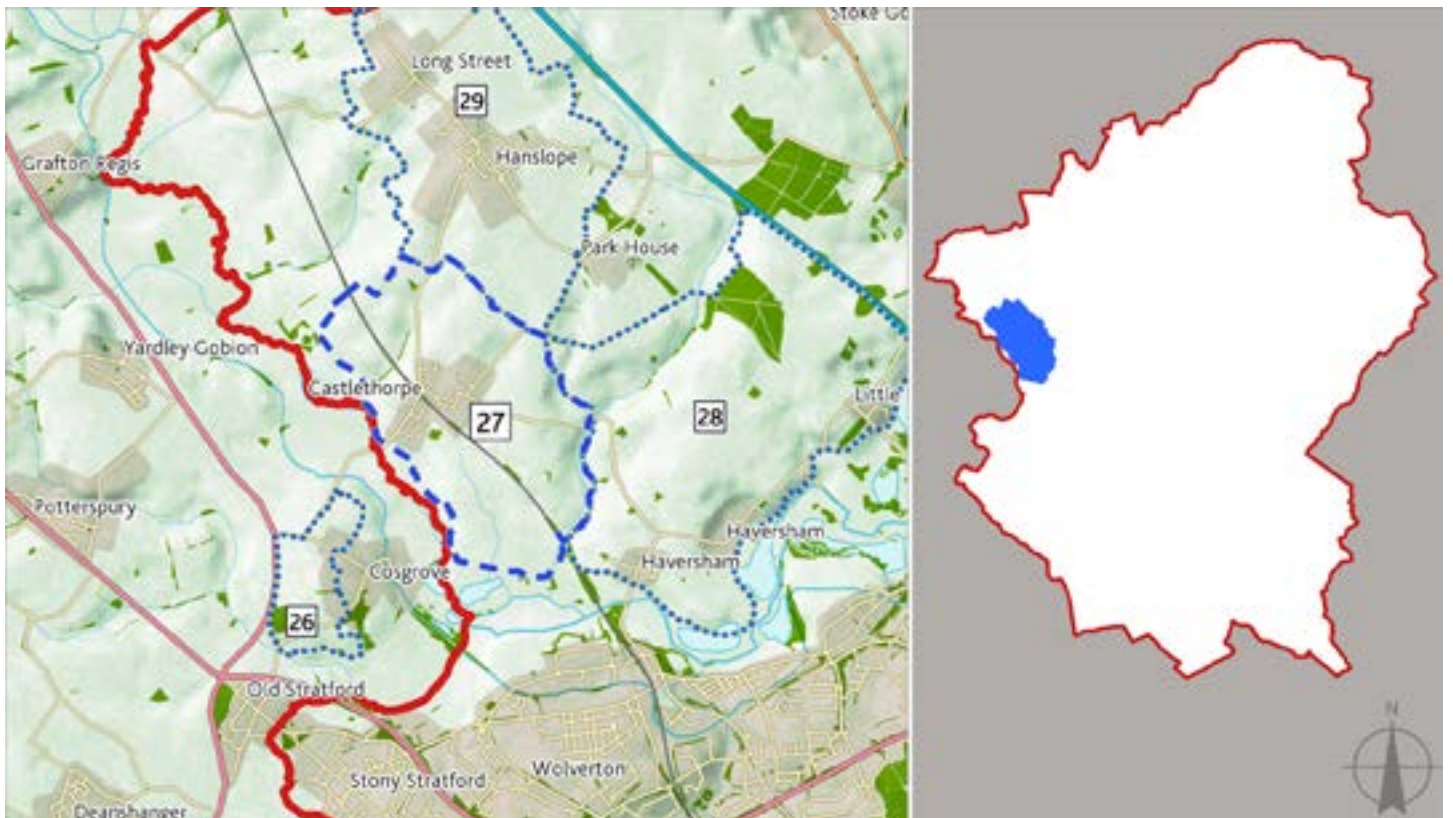 Stoke Go
Long Street
29
Hanslope
Grafton Regis
Park House
Yardley Gobion
Castlethorpe
Little
27
28
Potterspury
Haversham
Haversham
Cosgrove
26
Old Stratford
Wolverton
Stony Stratford
Deanshanger
N